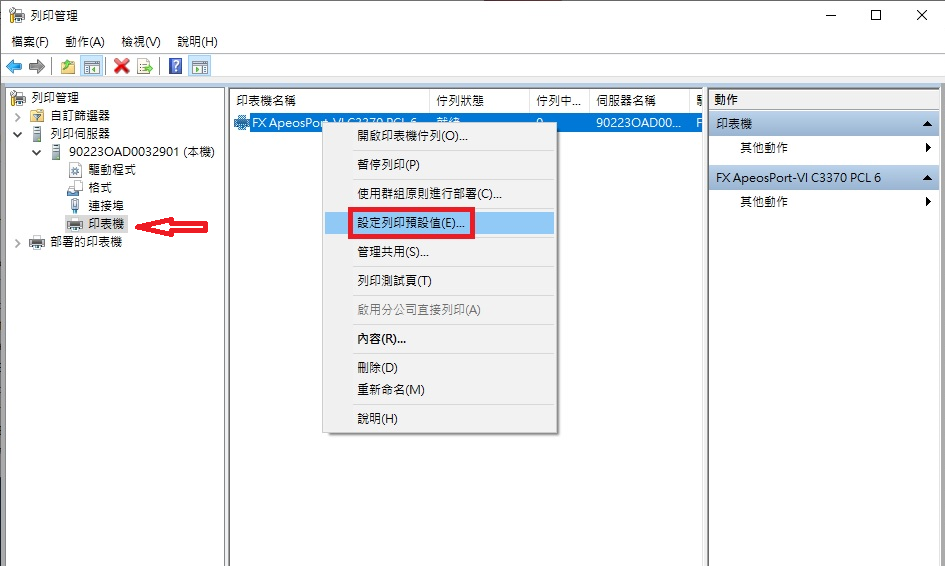 列印管理
檔案(F) 動作(A) 檢視(V) 說明(H)
列印管理
自訂篩選器
列印伺服器
90223OAD0032901 (本機)
驅動程式
格式
連接埠
印表機
部署的印表機
印表機名稱 佇列狀態 佇列中... 伺服器名稱
FX ApeosPort-VI C3370 PCL 6 就緒 0 90223OAD00... F
開啟印表機佇列(O)...
暫停列印(P)
使用群組原則進行部署(C)...
設定列印預設值(E)...
管理共用(S)...
列印測試頁(T)
啟用分公司直接列印(A)
內容(R)...
刪除(D)
重新命名(M)
說明(H)
動作
印表機
其他動作
FX ApeosPort-VI C3370 PCL 6
其他動作